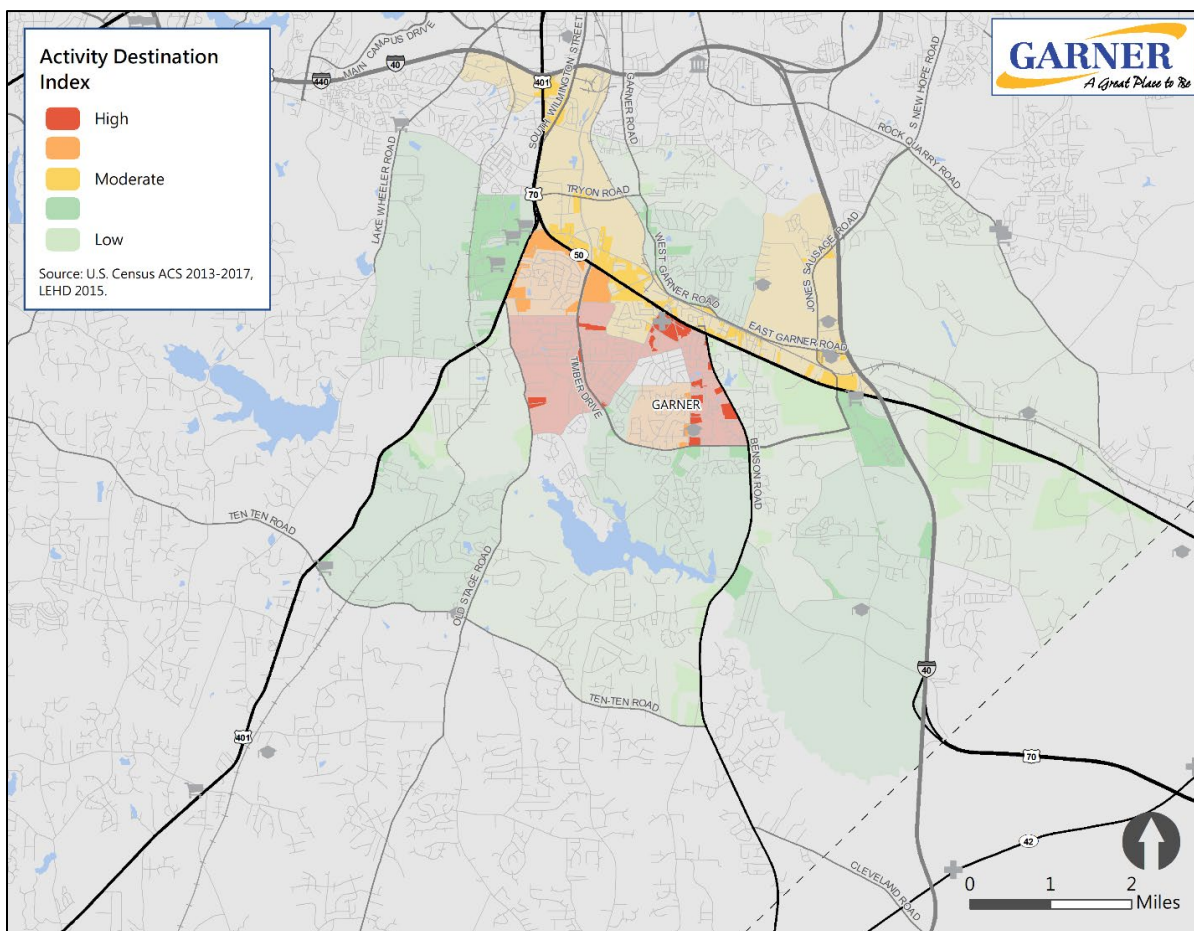 Activity Destination
Index
High
Moderate
Low
Source: U.S. Census ACS 2013-2017,
LEHD 2015.
GARNER
A Great Place to Be
440
MAIN CAMPUS DRIVE
40
401
SOUTH WILMINGTON STREET
GARNER ROAD
S NEW HOPE ROAD
ROCK QUARRY ROAD
LAKE WHEELER ROAD
70
TRYON ROAD
50
WEST GARNER ROAD
JONES SAUSAGE ROAD
EAST GARNER ROAD
TIMBER DRIVE
GARNER
BENSON ROAD
TEN TEN ROAD
OLD STAGE ROAD
TEN-TEN ROAD
40
401
70
42
CLEVELAND ROAD
0 1 2
Miles